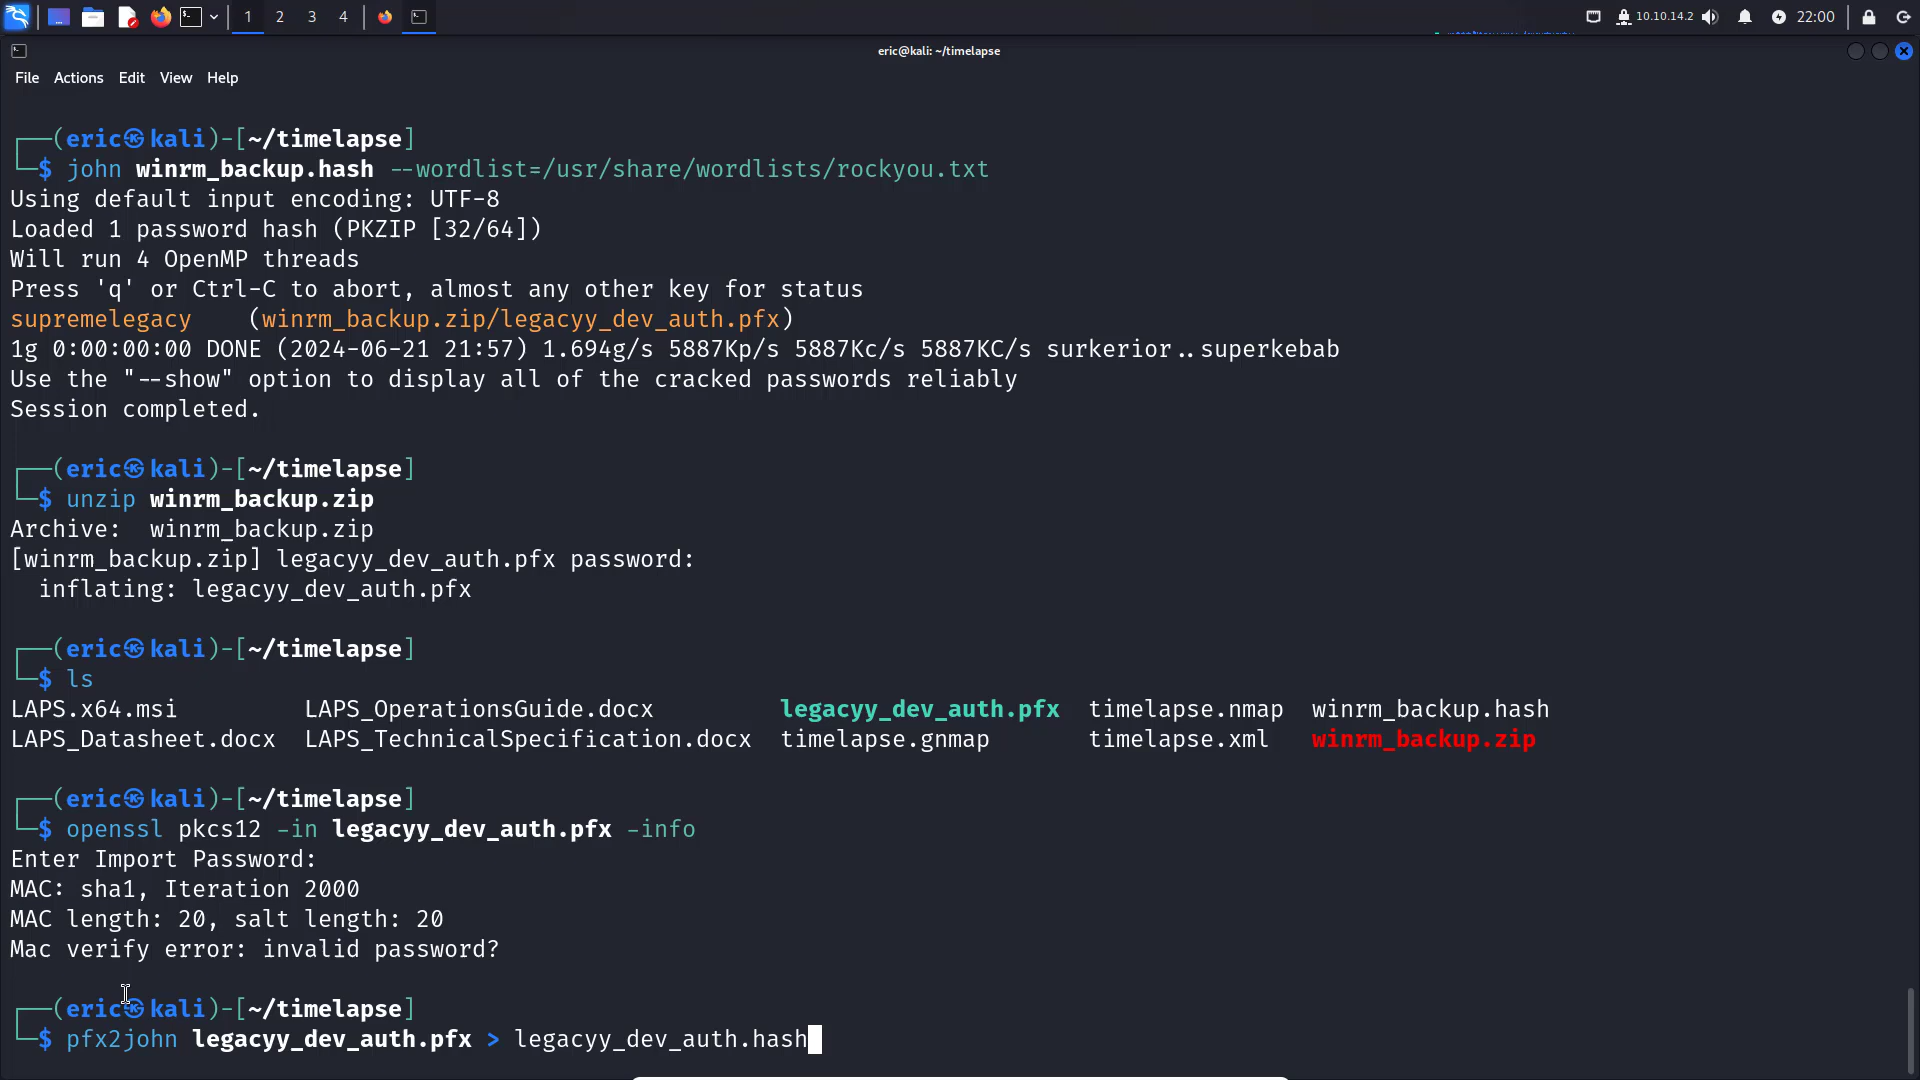 1 2 3 4 10.10.14.2 22:00
eric@kali: ~/timelapse
File Actions Edit View Help
┌──(eric㉿kali)-[~/timelapse]
└─$ john winrm_backup.hash --wordlist=/usr/share/wordlists/rockyou.txt
Using default input encoding: UTF-8
Loaded 1 password hash (PKZIP [32/64])
Will run 4 OpenMP threads
Press 'q' or Ctrl-C to abort, almost any other key for status
supremelegacy    (winrm_backup.zip/legacyy_dev_auth.pfx)
1g 0:00:00:00 DONE (2024-06-21 21:57) 1.694g/s 5887Kp/s 5887Kc/s 5887KC/s surkerior..superkebab
Use the "--show" option to display all of the cracked passwords reliably
Session completed.
┌──(eric㉿kali)-[~/timelapse]
└─$ unzip winrm_backup.zip
Archive:  winrm_backup.zip
[winrm_backup.zip] legacyy_dev_auth.pfx password:
  inflating: legacyy_dev_auth.pfx
┌──(eric㉿kali)-[~/timelapse]
└─$ ls
LAPS.x64.msi         LAPS_OperationsGuide.docx         legacyy_dev_auth.pfx  timelapse.nmap  winrm_backup.hash
LAPS_Datasheet.docx  LAPS_TechnicalSpecification.docx  timelapse.gnmap       timelapse.xml   winrm_backup.zip
┌──(eric㉿kali)-[~/timelapse]
└─$ openssl pkcs12 -in legacyy_dev_auth.pfx -info
Enter Import Password:
MAC: sha1, Iteration 2000
MAC length: 20, salt length: 20
Mac verify error: invalid password?
┌──(eric㉿kali)-[~/timelapse]
└─$ pfx2john legacyy_dev_auth.pfx > legacyy_dev_auth.hash